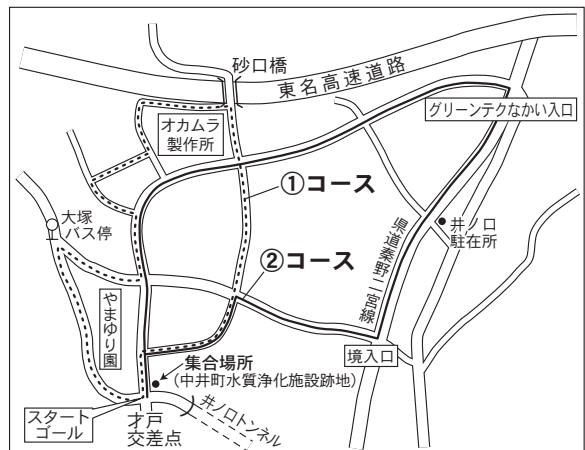 砂口橋
東名高速道路
オカムラ
製作所
グリーンテクなかい入口
①コース
大塚
バス停
井ノ口
駐在所
県道秦野二宮線
②コース
やまゆり園
境入口
集合場所
(中井町水質浄化施設跡地)
スタート
ゴール
才戸
交差点
井ノ口トンネル